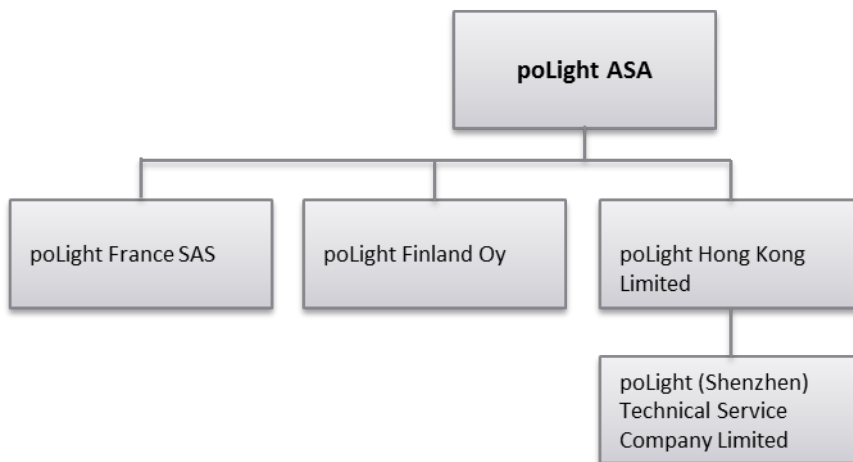 poLight ASA
poLight France SAS
poLight Finland Oy
poLight Hong Kong
Limited
poLight (Shenzhen)
Technical Service
Company Limited